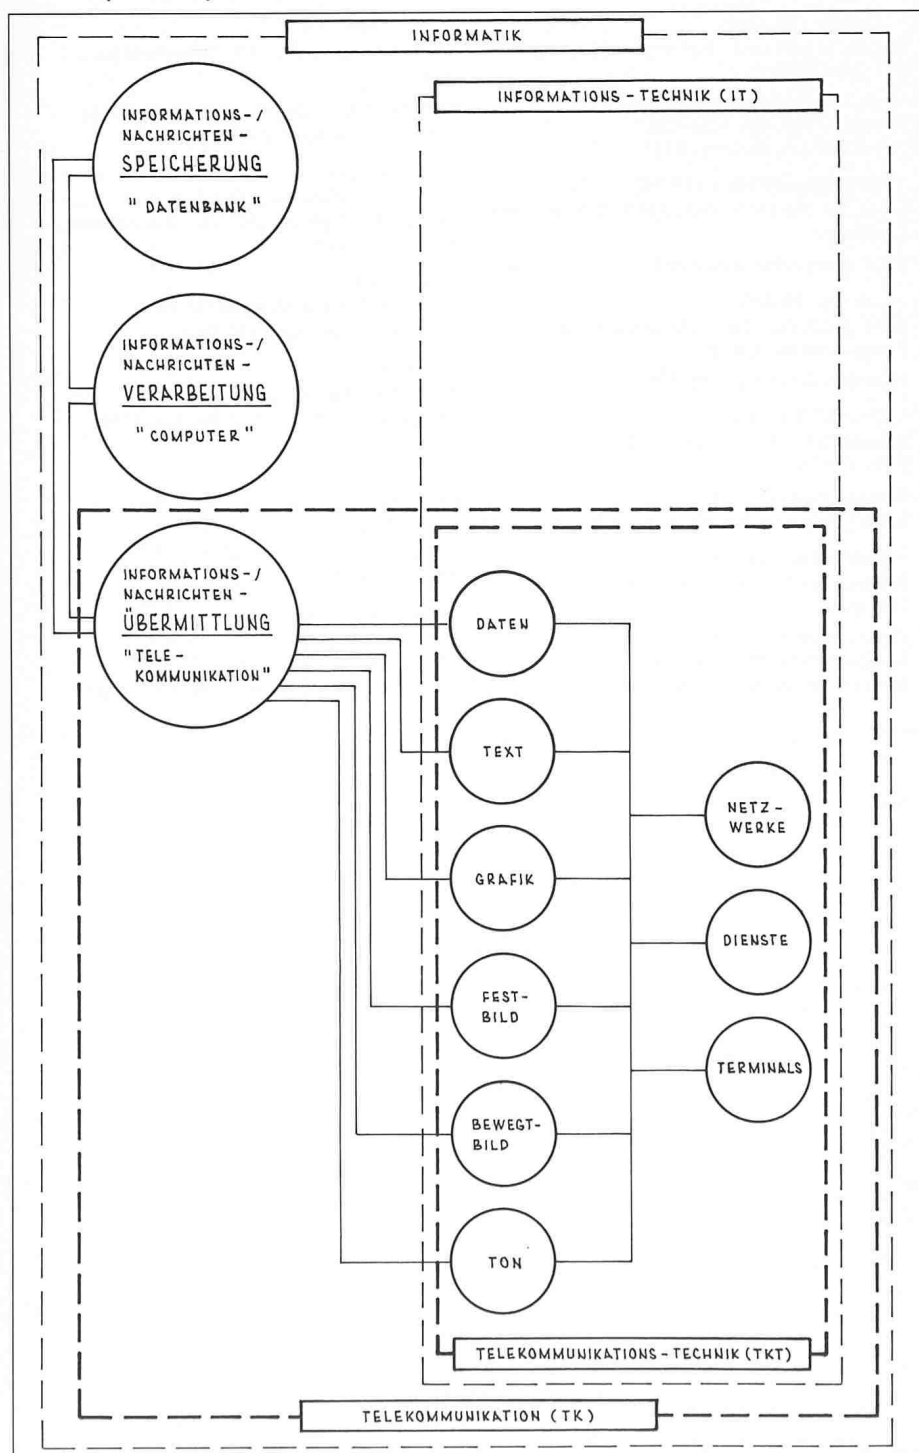 INFORMATIK
INFORMATIONS-TECHNIK (IT)
INFORMATIONS-/
NACHRICHTEN-
SPEICHERUNG
"DATENBANK"
INFORMATIONS-/
NACHRICHTEN-
VERARBEITUNG
"COMPUTER"
INFORMATIONS-/
NACHRICHTEN-
ÜBERMITTLUNG
"TELE-
KOMMUNIKATION"
DATEN
TEXT
GRAFIK
FEST-
BILD
BEWEGT-
BILD
TON
NETZ-
WERKE
DIENSTE
TERMINALS
TELEKOMMUNIKATIONS-TECHNIK (TKT)
TELEKOMMUNIKATION (TK)